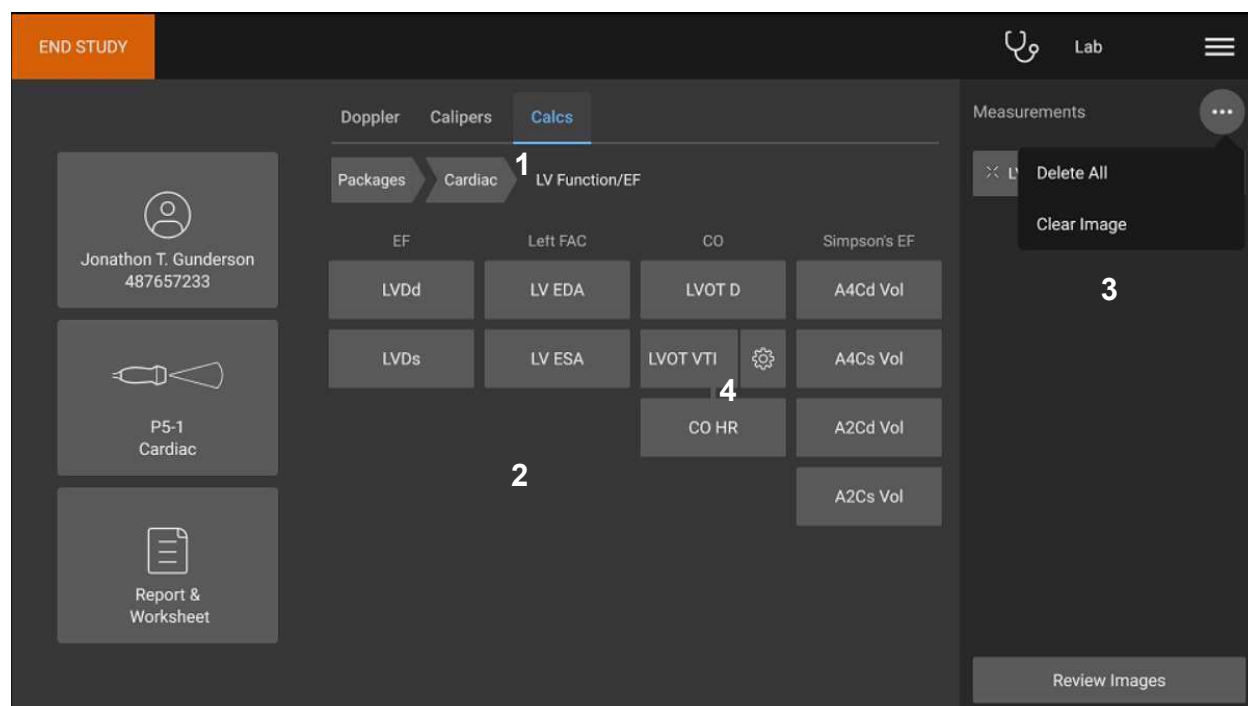 END STUDY
Lab
Doppler Calipers Calcs
Measurements
1
Packages Cardiac LV Function/EF
LV
Delete All
Clear Image
Jonathon T. Gunderson
487657233
EF Left FAC CO Simpson's EF
LVDd LV EDA LVOT D A4Cd Vol
3
LVDs LV ESA LVOT VTI A4Cs Vol
4
P5-1
Cardiac
CO HR A2Cd Vol
2
A2Cs Vol
Report &
Worksheet
Review Images